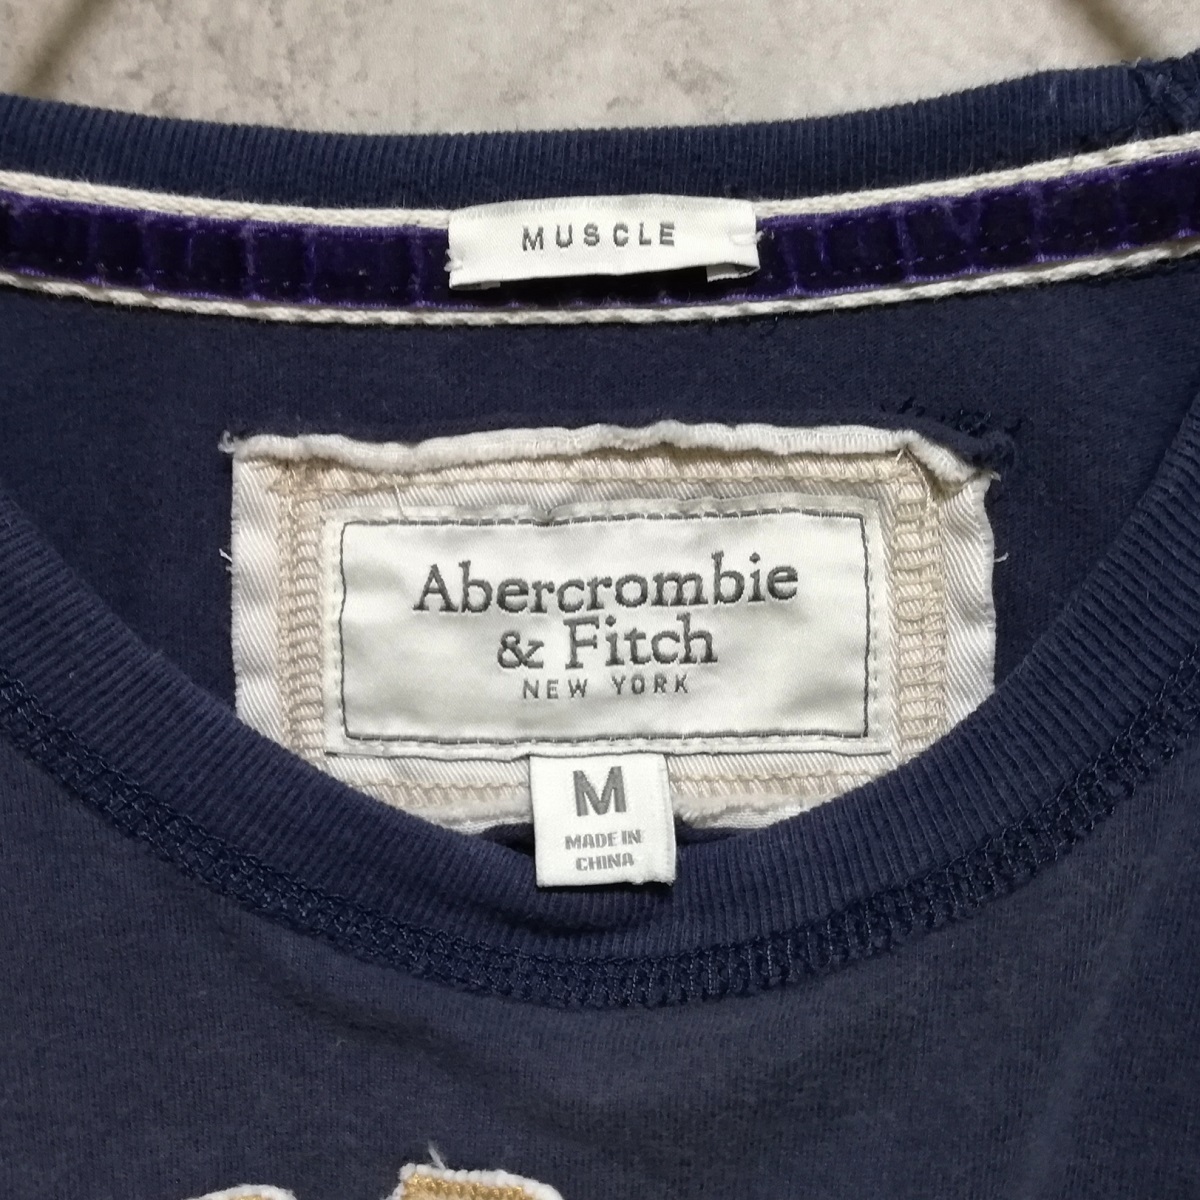 MUSCLE
Abercrombie
& Fitch
NEW YORK
M
MADE IN
CHINA